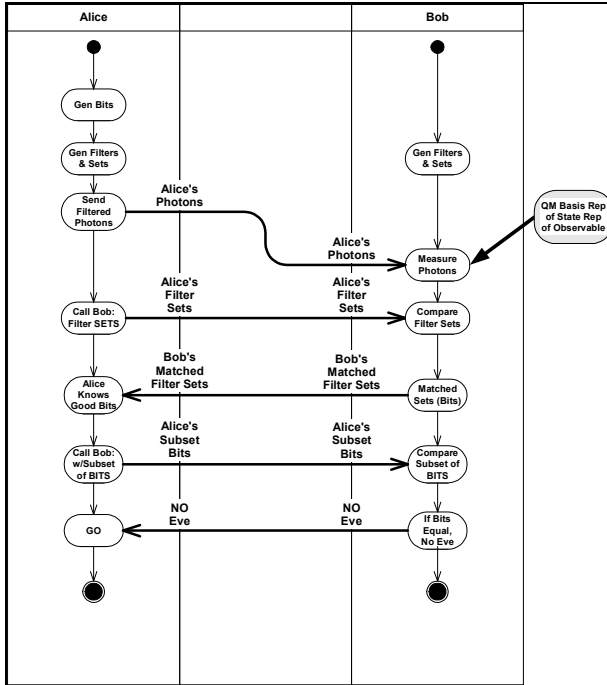 Alice
Bob
Gen Bits
Gen Filters
& Sets
Gen Filters
& Sets
Send
Filtered
Photons
Alice's
Photons
QM Basis Rep
of State Rep
of Observable
Alice's
Photons
Measure
Photons
Call Bob:
Filter SETS
Alice's
Filter
Sets
Alice's
Filter
Sets
Compare
Filter Sets
Alice
Knows
Good Bits
Bob's
Matched
Filter Sets
Bob's
Matched
Filter Sets
Matched
Sets (Bits)
Call Bob:
w/Subset
of BITS
Alice's
Subset
Bits
Alice's
Subset
Bits
Compare
Subset of
BITS
GO
NO
Eve
NO
Eve
If Bits
Equal,
No Eve